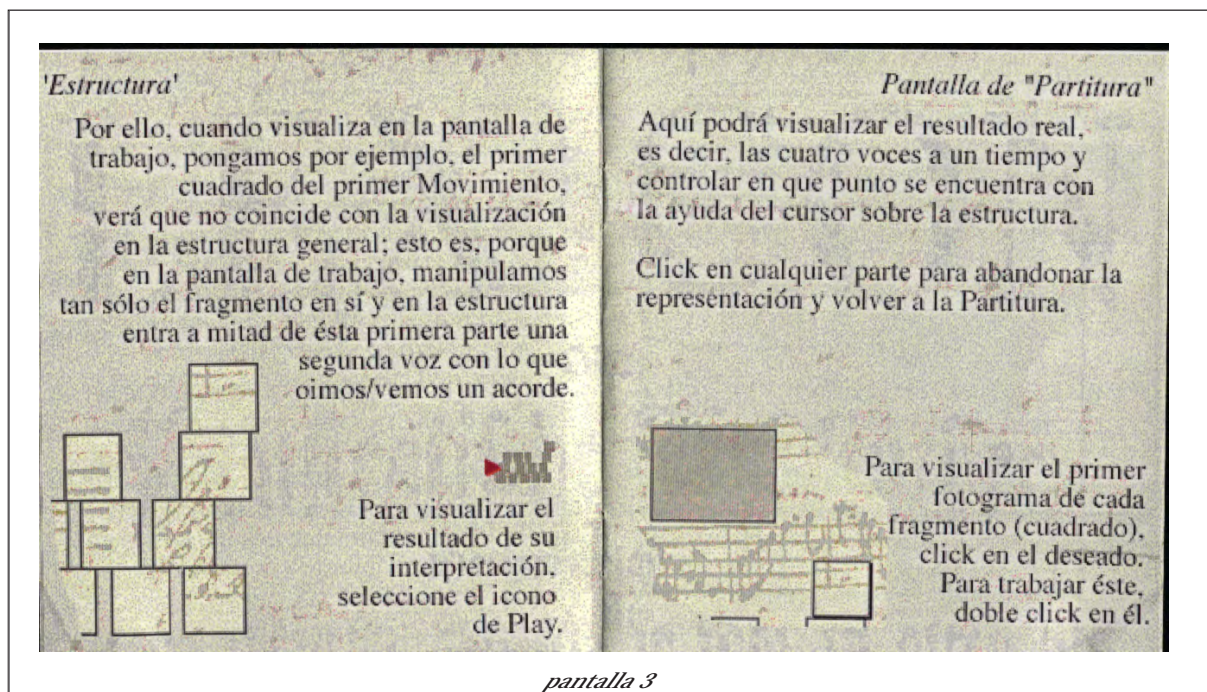 'Estructura'
Por ello, cuando visualiza en la pantalla de
trabajo, pongamos por ejemplo, el primer
cuadrado del primer Movimiento,
verá que no coincide con la visualización
en la estructura general; esto es, porque
en la pantalla de trabajo, manipulamos
tan sólo el fragmento en sí y en la estructura
entra a mitad de ésta primera parte una
segunda voz con lo que
oimos/vemos un acorde.
Para visualizar el
resultado de su
interpretación,
seleccione el icono
de Play.
Pantalla de "Partitura"
Aquí podrá visualizar el resultado real,
es decir, las cuatro voces a un tiempo y
controlar en que punto se encuentra con
la ayuda del cursor sobre la estructura.
Click en cualquier parte para abandonar la
representación y volver a la Partitura.
Para visualizar el primer
fotograma de cada
fragmento (cuadrado),
click en el deseado.
Para trabajar éste,
doble click en él.
pantalla 3